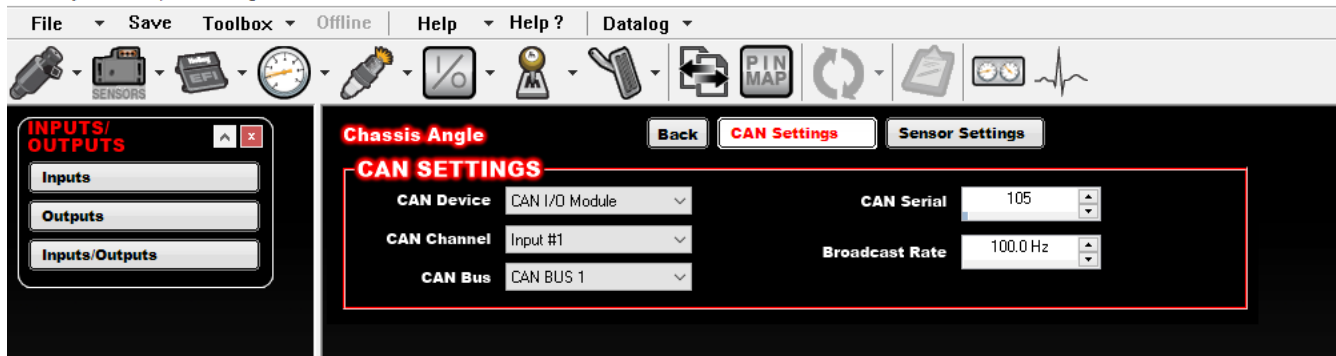 File Save Toolbox Offline Help Help ? Datalog
SENSORS Holley EFI I/O PIN MAP
INPUTS/
OUTPUTS
Inputs
Outputs
Inputs/Outputs
Chassis Angle Back CAN Settings Sensor Settings
CAN SETTINGS
CAN Device CAN I/O Module CAN Serial 105
CAN Channel Input #1 Broadcast Rate 100.0 Hz
CAN Bus CAN BUS 1